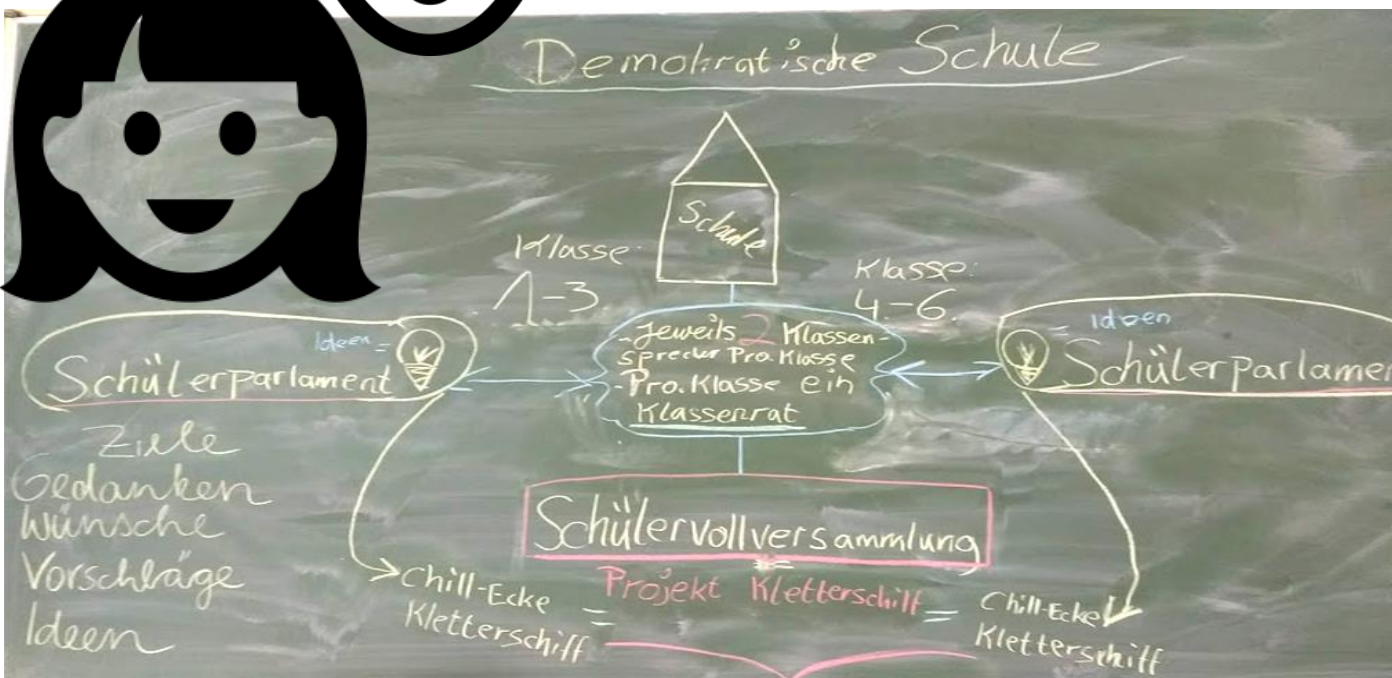 Demokratische Schule
Schule
Klasse:
1-3.
Klasse:
4.-6.
Ideen =
Schülerparlament
- Jeweils 2 Klassen-
sprecher Pro. Klasse
- Pro. Klasse ein
Klassenrat
= Ideen
Schülerparlamen
Ziele
Gedanken
Wünsche
Vorschläge
Ideen
Schülervollversammlung
Projekt Kletterschiff
Chill-Ecke =
Kletterschiff
= Chill-Ecke
Kletterschiff